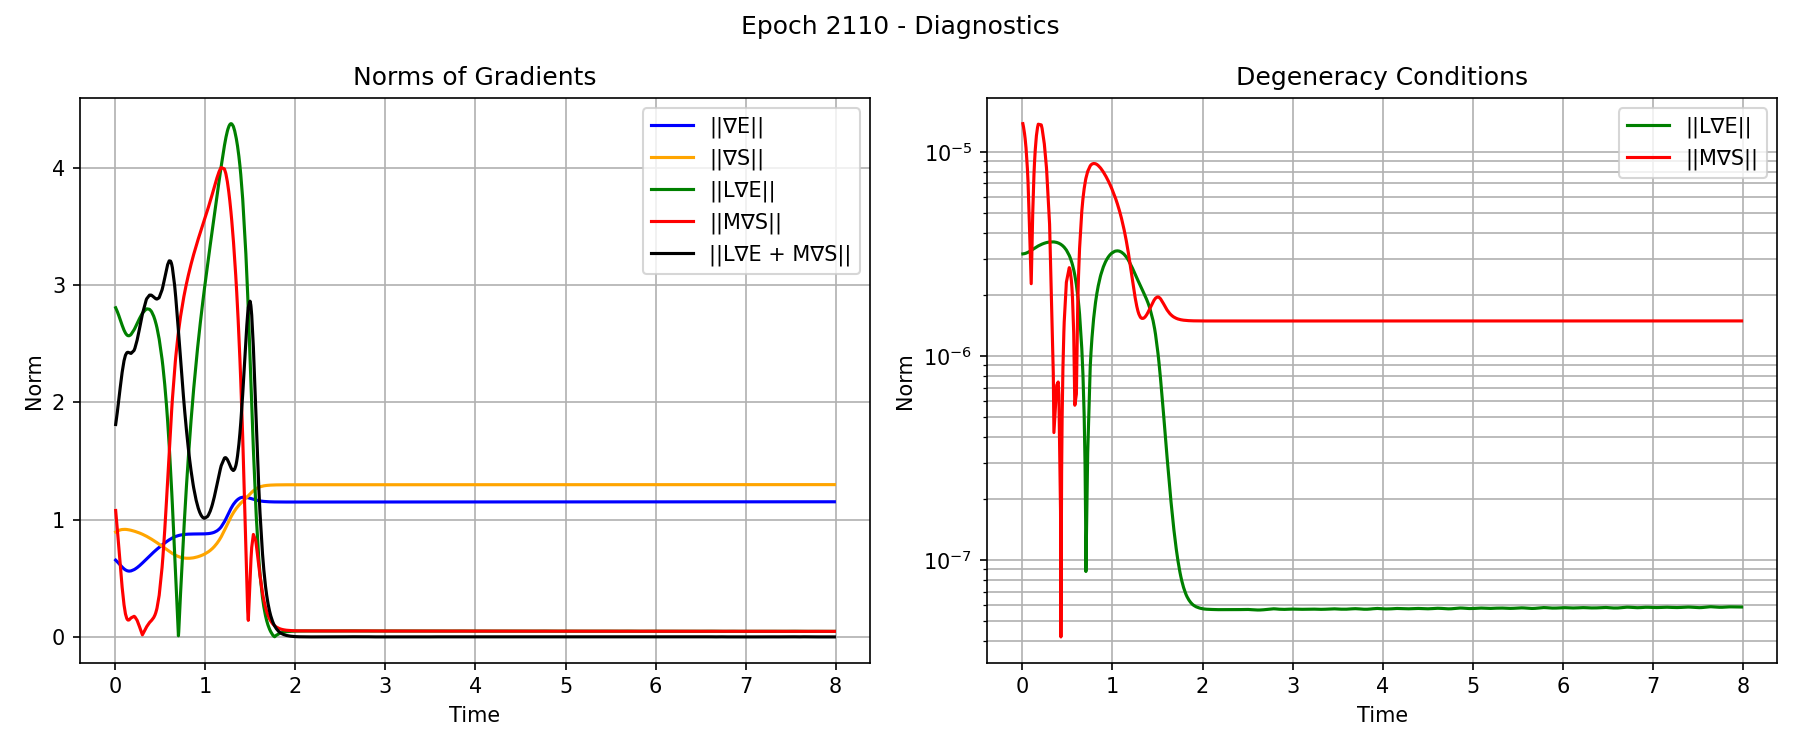 Epoch 2110 - Diagnostics
Norms of Gradients
Norm
4
3
2
1
0
0 1 2 3 4 5 6 7 8
Time
||∇E||
||∇S||
||L∇E||
||M∇S||
||L∇E + M∇S||
Degeneracy Conditions
Norm
10⁻⁵
10⁻⁶
10⁻⁷
0 1 2 3 4 5 6 7 8
Time
||L∇E||
||M∇S||